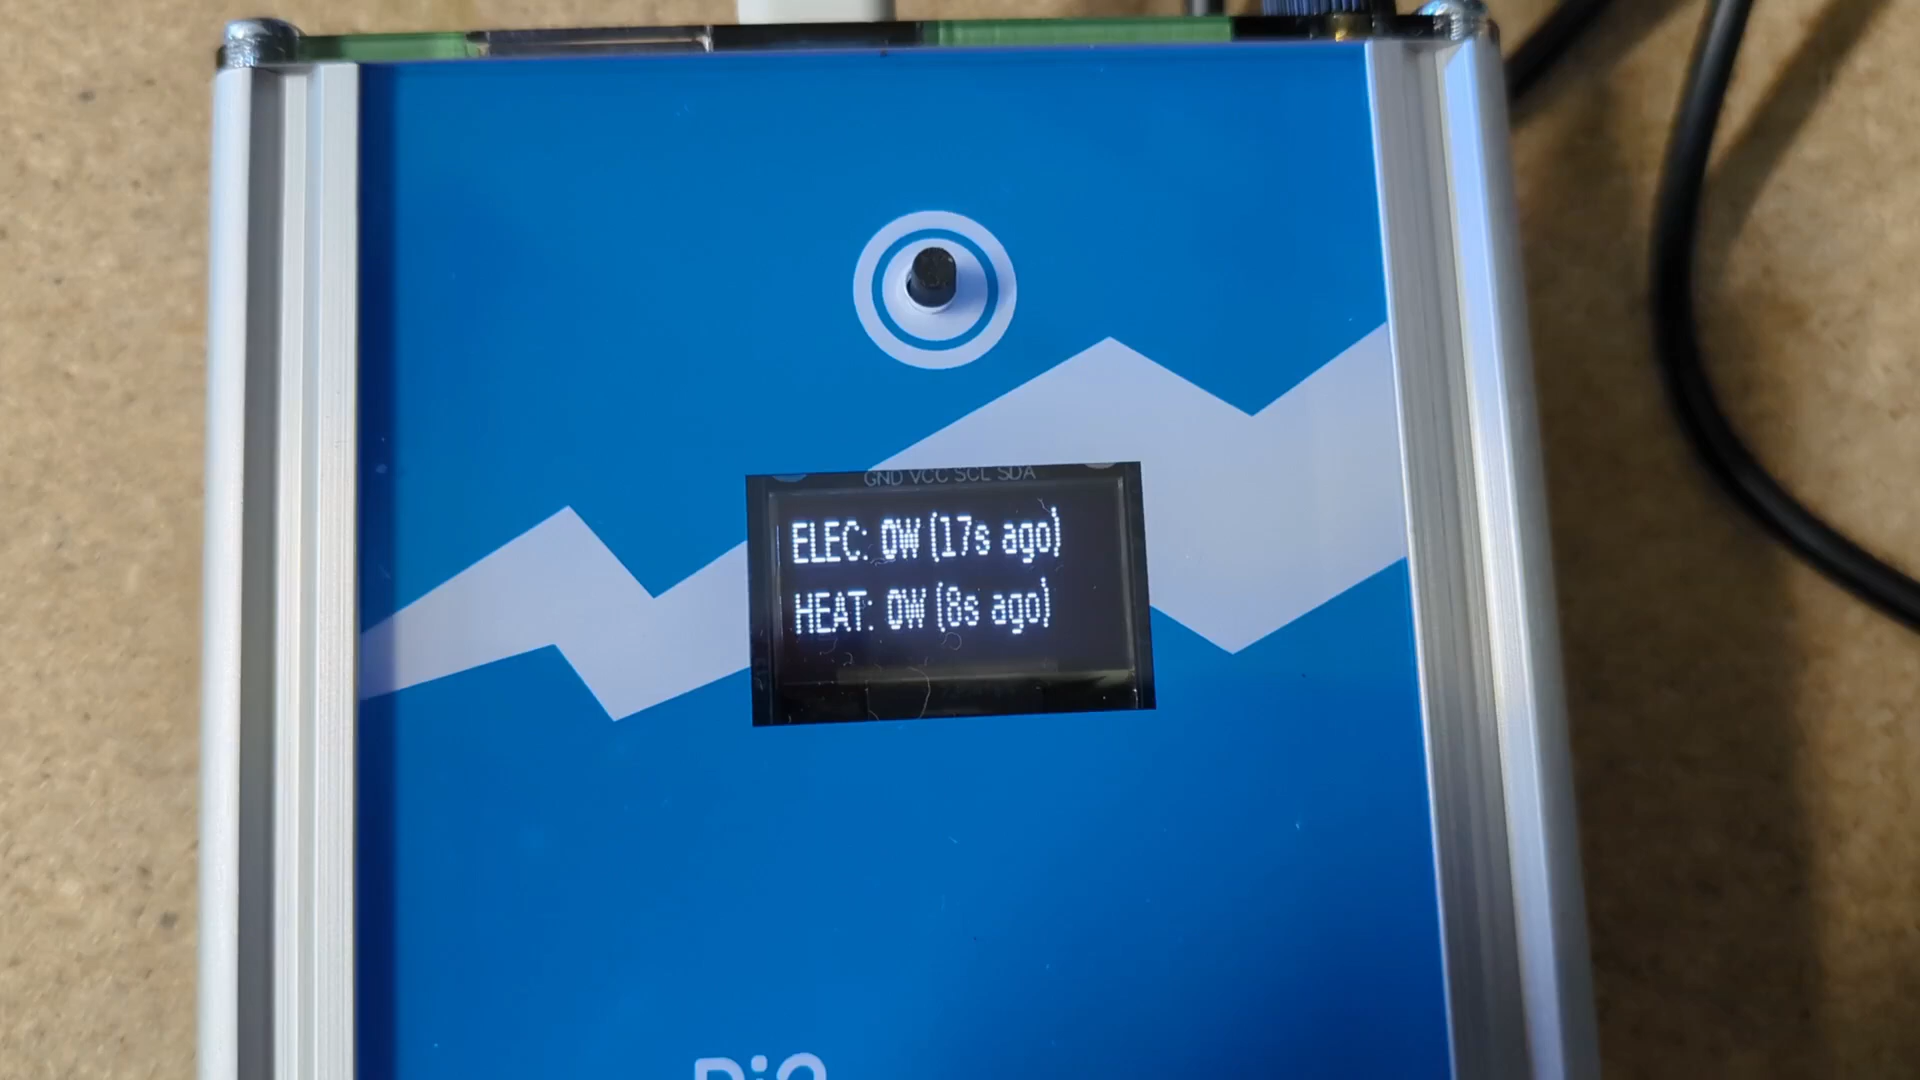 GND VCC SCL SDA
ELEC: 0W (17s ago)
HEAT: 0W (8s ago)